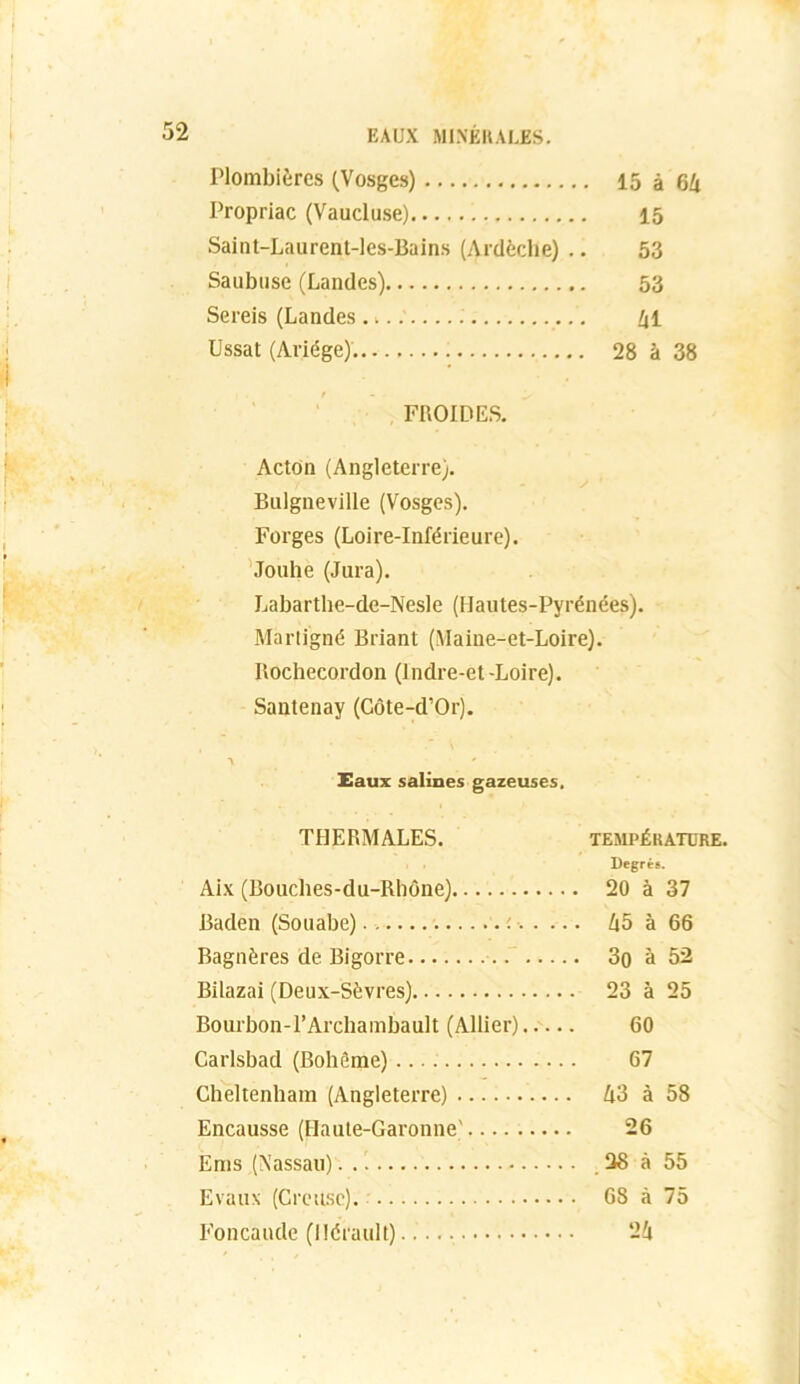 52 EAUX MINÉRALES.
Plombières (Vosges) ............... 15 à 64
Propriac (Vaucluse)................ 15
Saint-Laurent-les-Bains (Ardèche) .. 53
Saubuse (Landes).................. 53
Sereis (Landes .................... 41
Ussat (Ariége)..................... 28 à 38
FROIDES.
Acton (Angleterre).
Bulgneville (Vosges).
Forges (Loire-Inférieure).
Jouhe (Jura).
Labarthe-de-Nesle (Hautes-Pyrénées).
Martigné Briant (Maine-et-Loire).
Rochecordon (Indre-et-Loire).
Santenay (Côte-d'Or).
Eaux salines gazeuses.
THERMALES. TEMPÉRATURE.
Degrés.
Aix (Bouches-du-Rhône)........... 20 à 37
Baden (Souabe) ................... 45 à 66
Bagnères de Bigorre................ 30 à 52
Bilazai (Deux-Sèvres)............... 23 à 25
Bourbon-l'Archambault (Allier)..... 60
Carlsbad (Bohême) ................ 67
Cheltenham (Angleterre) ........... 43 à 58
Encausse (Haute-Garonne' .......... 26
Ems (Nassau) ..................... 28 à 55
Evaux (Creuse). ................... 68 à 75
Foncaude (Hérault) ................ 24